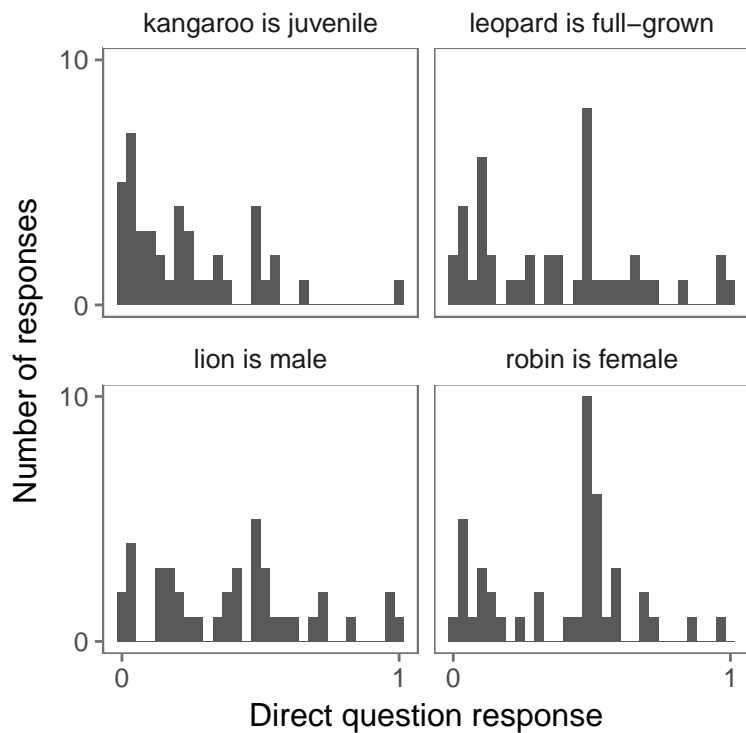 kangaroo is juvenile
leopard is full−grown
10
0
lion is male
robin is female
10
0
0
1
0
1
Number of responses
Direct question response